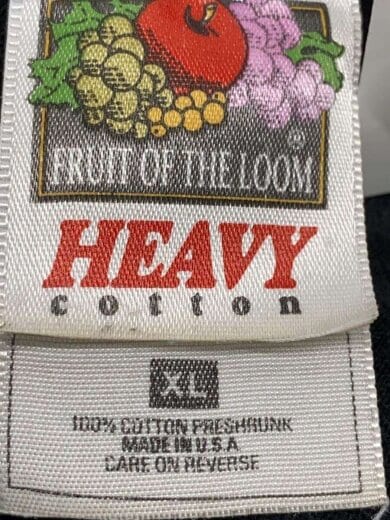 ®
FRUIT OF THE LOOM
HEAVY
cotton
XL
100% COTTON PRESHRUNK
MADE IN U.S.A
CARE ON REVERSE